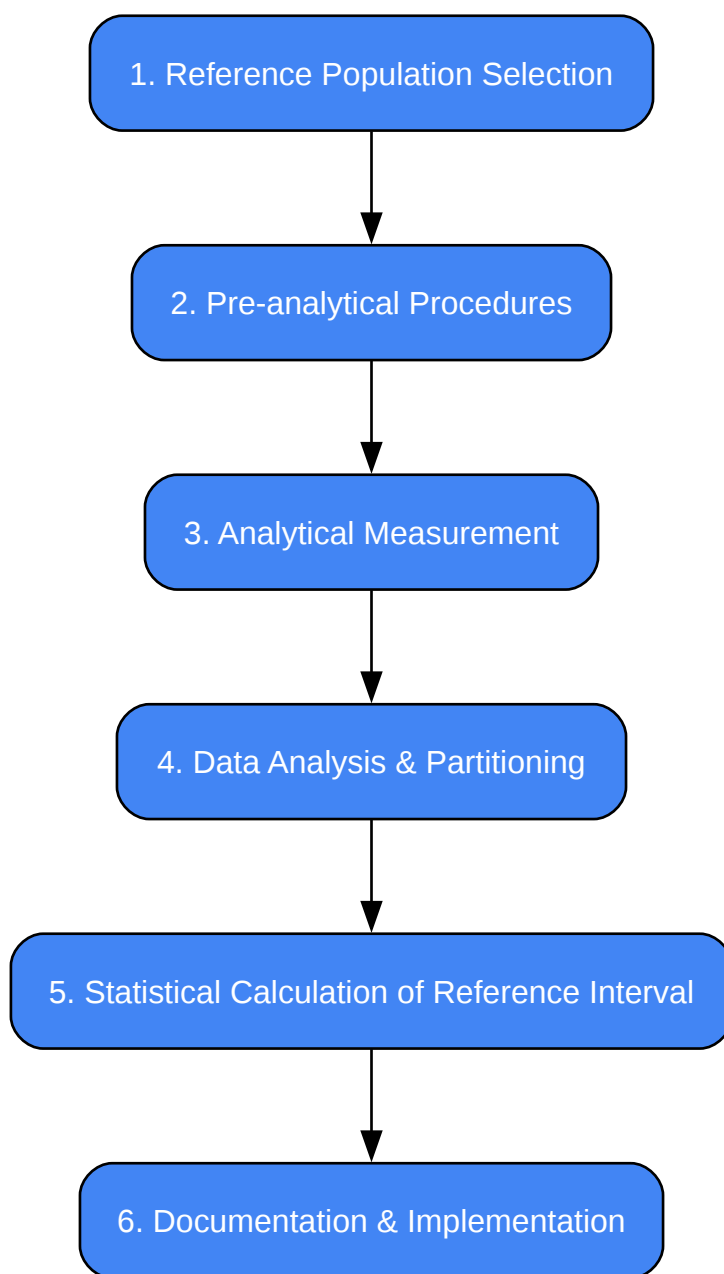 1. Reference Population Selection
2. Pre-analytical Procedures
3. Analytical Measurement
4. Data Analysis & Partitioning
5. Statistical Calculation of Reference Interval
6. Documentation & Implementation